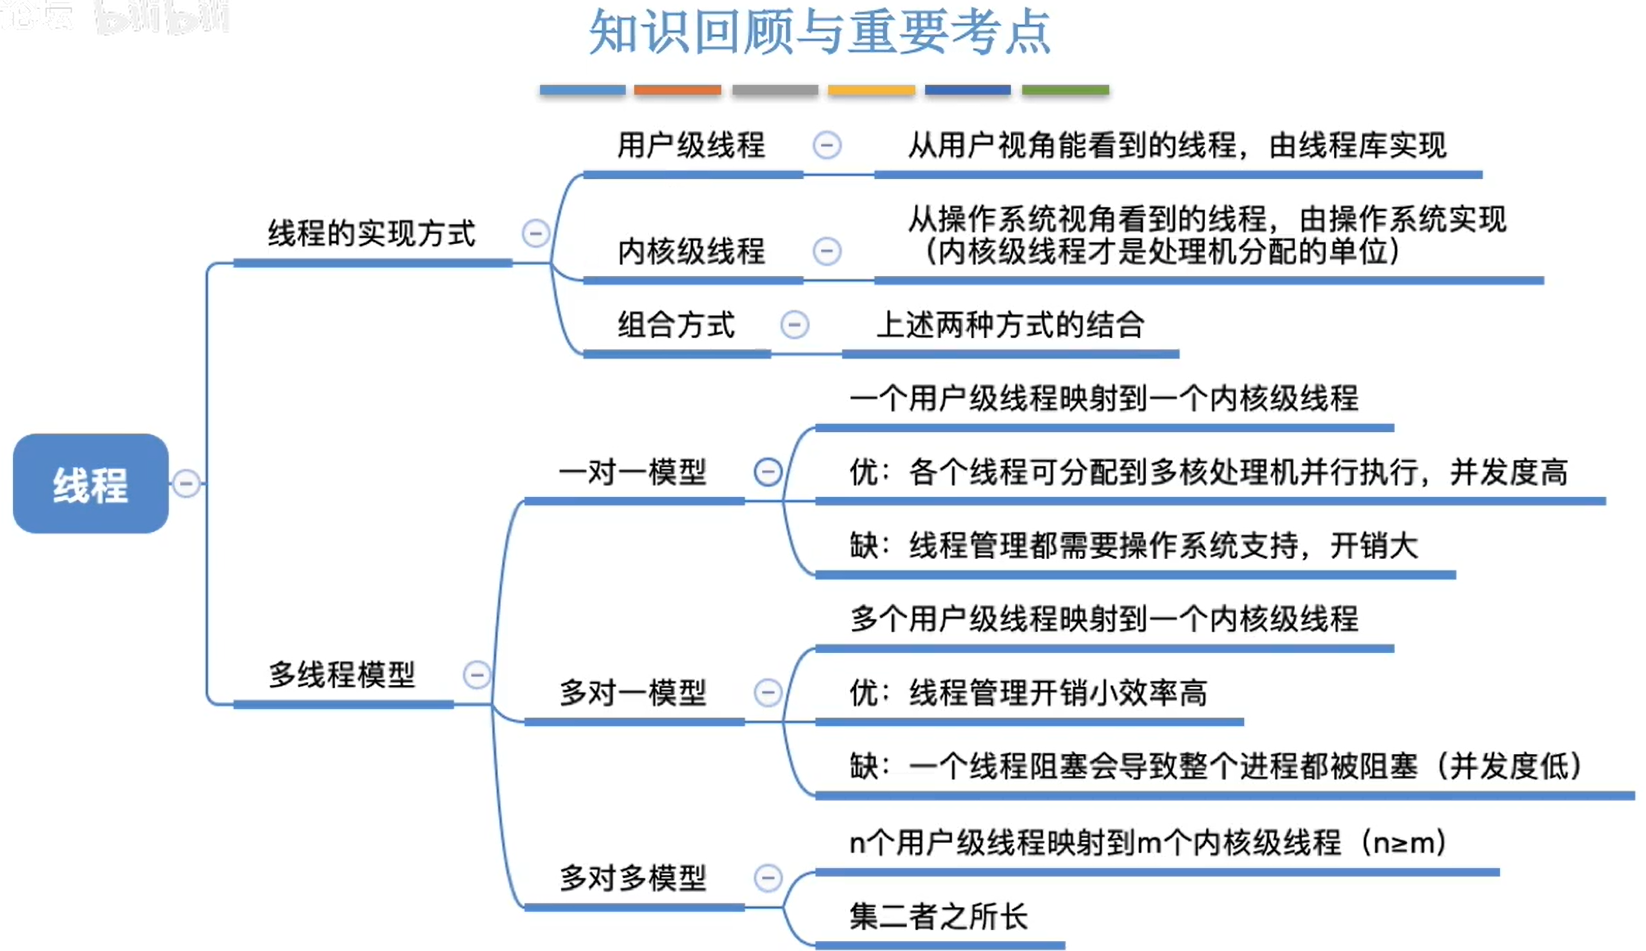 论坛 bilibili
知识回顾与重要考点
线程
线程的实现方式
用户级线程
从用户视角能看到的线程，由线程库实现
内核级线程
从操作系统视角看到的线程，由操作系统实现
（内核级线程才是处理机分配的单位）
组合方式
上述两种方式的结合
多线程模型
一对一模型
一个用户级线程映射到一个内核级线程
优：各个线程可分配到多核处理机并行执行，并发度高
缺：线程管理都需要操作系统支持，开销大
多对一模型
多个用户级线程映射到一个内核级线程
优：线程管理开销小效率高
缺：一个线程阻塞会导致整个进程都被阻塞（并发度低）
多对多模型
n个用户级线程映射到m个内核级线程（n≥m）
集二者之所长